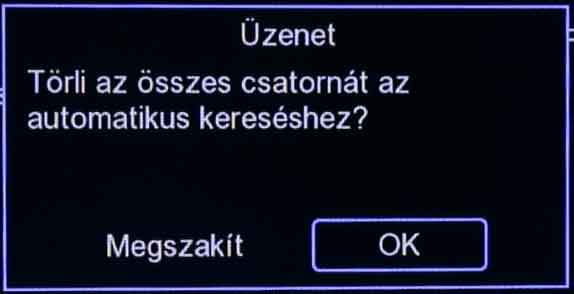 Üzenet
Törli az összes csatornát az
automatikus kereséshez?
Megszakít OK